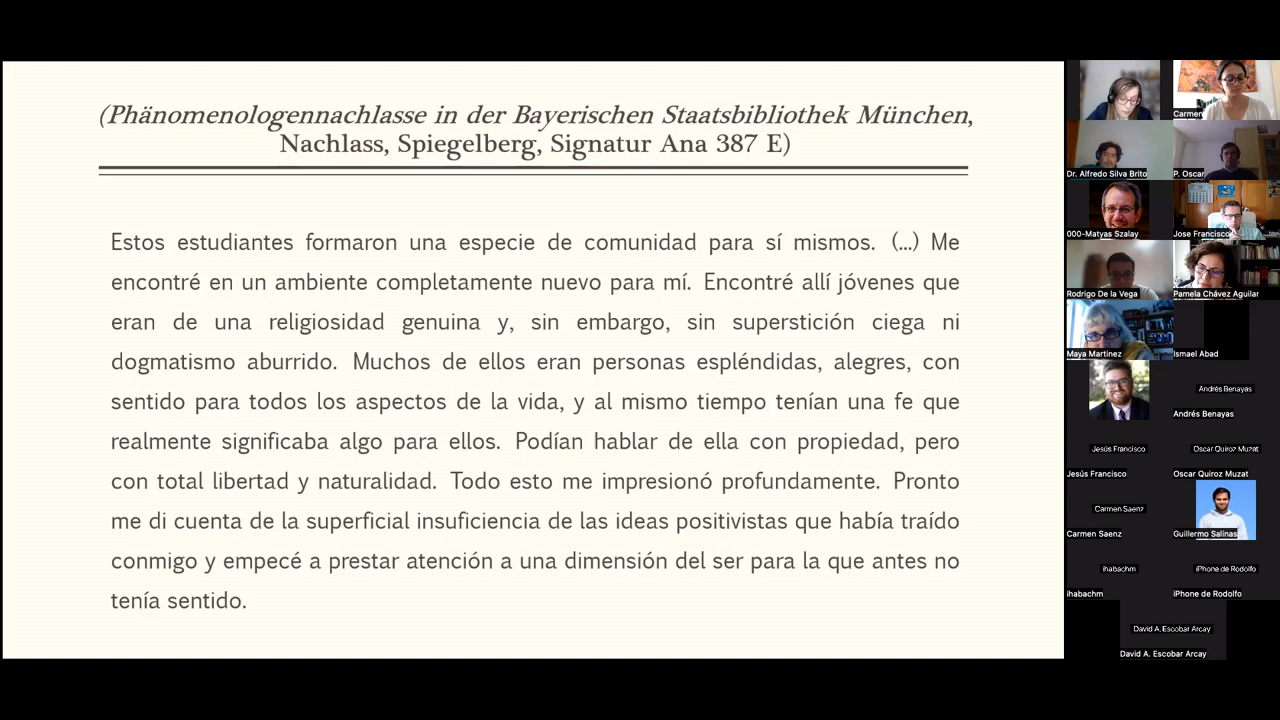 (Phänomenologennachlasse in der Bayerischen Staatsbibliothek München,
Nachlass, Spiegelberg, Signatur Ana 387 E)
Estos estudiantes formaron una especie de comunidad para sí mismos. (...) Me
encontré en un ambiente completamente nuevo para mí. Encontré allí jóvenes que
eran de una religiosidad genuina y, sin embargo, sin superstición ciega ni
dogmatismo aburrido. Muchos de ellos eran personas espléndidas, alegres, con
sentido para todos los aspectos de la vida, y al mismo tiempo tenían una fe que
realmente significaba algo para ellos. Podían hablar de ella con propiedad, pero
con total libertad y naturalidad. Todo esto me impresionó profundamente. Pronto
me di cuenta de la superficial insuficiencia de las ideas positivistas que había traído
conmigo y empecé a prestar atención a una dimensión del ser para la que antes no
tenía sentido.
Carmen
Dr. Alfredo Silva Brito
P. Oscar
000-Matyas Szalay
Jose Francisco
Rodrigo De la Vega
Pamela Chávez Aguilar
Maya Martinez
Ismael Abad
Andrés Benayas
Andrés Benayas
Jesús Francisco
Oscar Quiroz Muzat
Jesús Francisco
Oscar Quiroz Muzat
Carmen Saenz
Carmen Saenz
Guillermo Salinas
ihabachm
iPhone de Rodolfo
ihabachm
iPhone de Rodolfo
David A. Escobar Arcay
David A. Escobar Arcay